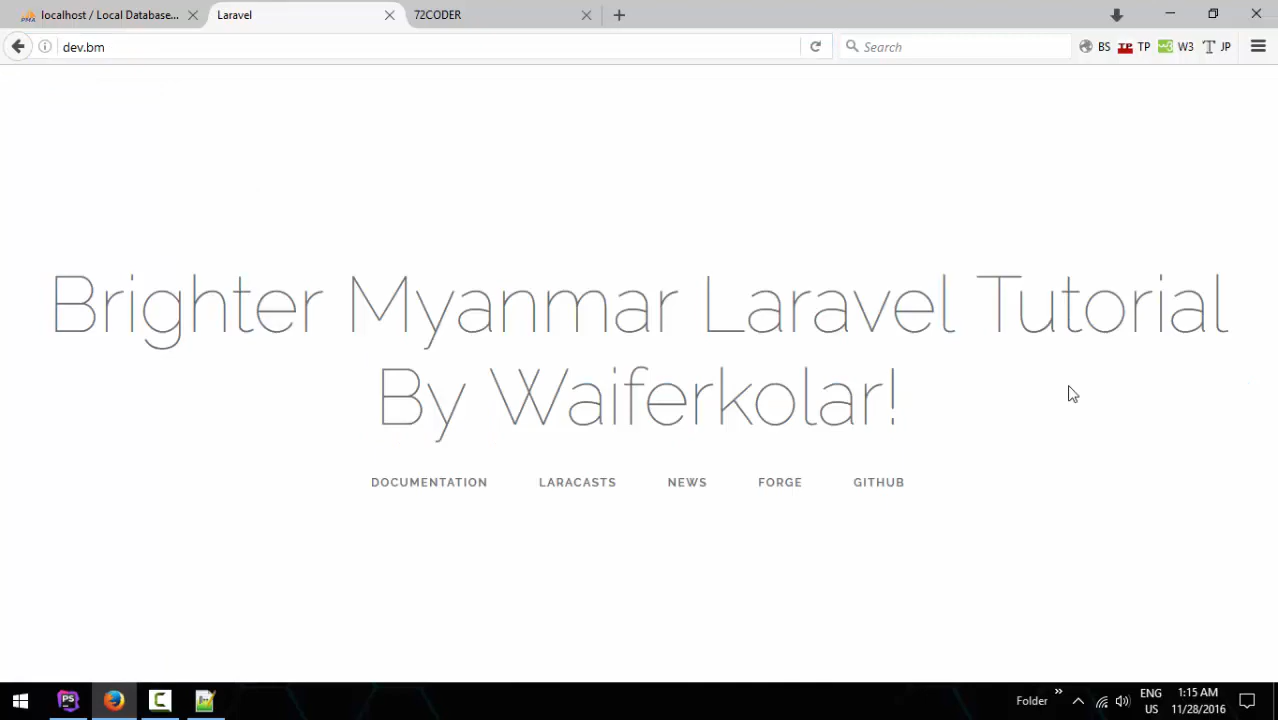 localhost / Local Database...
Laravel
72CODER
dev.bm
Search
BS
TP
W3
JP
Brighter Myanmar Laravel Tutorial
By Waiferkolar!
DOCUMENTATION LARACASTS NEWS FORGE GITHUB
Folder
ENG
US
1:15 AM
11/28/2016